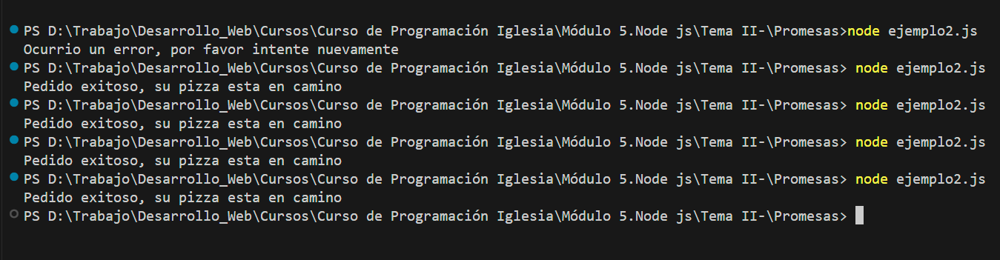 PS D:\Trabajo\Desarrollo_Web\Cursos\Curso de Programación Iglesia\Módulo 5.Node js\Tema II-\Promesas>node ejemplo2.js
Ocurrio un error, por favor intente nuevamente
PS D:\Trabajo\Desarrollo_Web\Cursos\Curso de Programación Iglesia\Módulo 5.Node js\Tema II-\Promesas> node ejemplo2.js
Pedido exitoso, su pizza esta en camino
PS D:\Trabajo\Desarrollo_Web\Cursos\Curso de Programación Iglesia\Módulo 5.Node js\Tema II-\Promesas> node ejemplo2.js
Pedido exitoso, su pizza esta en camino
PS D:\Trabajo\Desarrollo_Web\Cursos\Curso de Programación Iglesia\Módulo 5.Node js\Tema II-\Promesas> node ejemplo2.js
Pedido exitoso, su pizza esta en camino
PS D:\Trabajo\Desarrollo_Web\Cursos\Curso de Programación Iglesia\Módulo 5.Node js\Tema II-\Promesas> node ejemplo2.js
Pedido exitoso, su pizza esta en camino
PS D:\Trabajo\Desarrollo_Web\Cursos\Curso de Programación Iglesia\Módulo 5.Node js\Tema II-\Promesas>